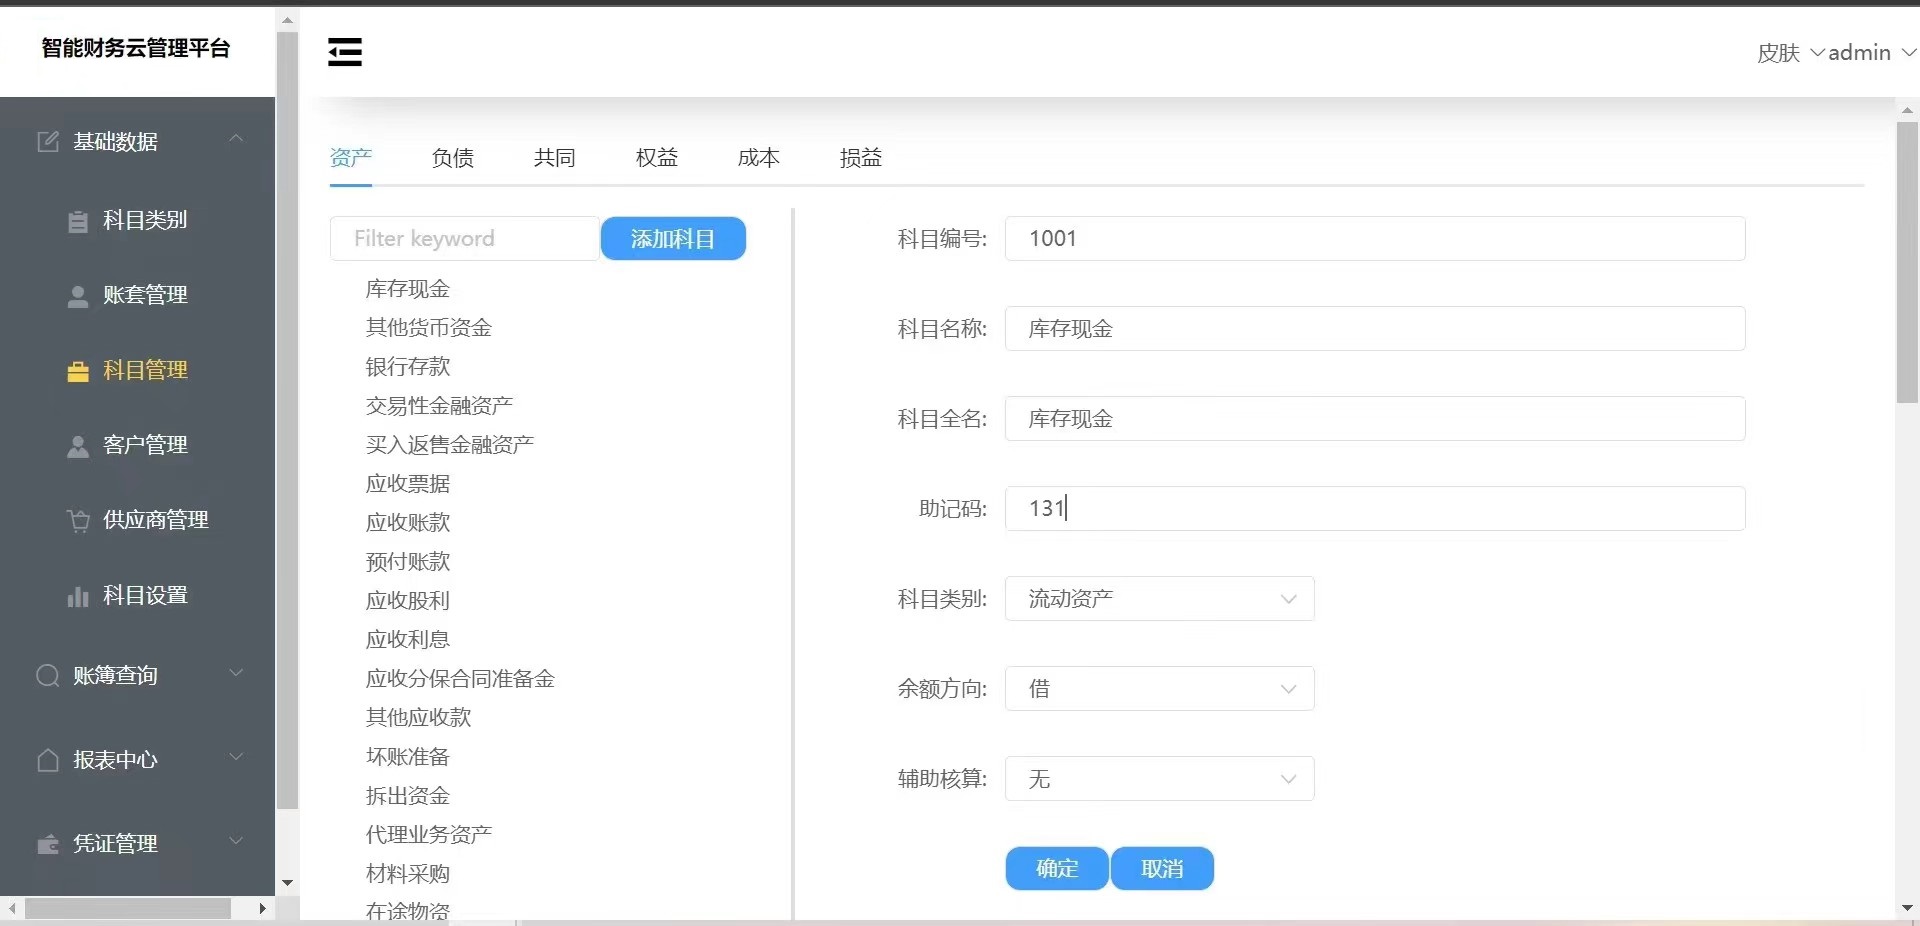 智能财务云管理平台
皮肤 admin
基础数据
科目类别
账套管理
科目管理
客户管理
供应商管理
科目设置
账簿查询
报表中心
凭证管理
资产 负债 共同 权益 成本 损益
Filter keyword 添加科目
库存现金
其他货币资金
银行存款
交易性金融资产
买入返售金融资产
应收票据
应收账款
预付账款
应收股利
应收利息
应收分保合同准备金
其他应收款
坏账准备
拆出资金
代理业务资产
材料采购
在途物资
科目编号: 1001
科目名称: 库存现金
科目全名: 库存现金
助记码: 131
科目类别: 流动资产
余额方向: 借
辅助核算: 无
确定 取消